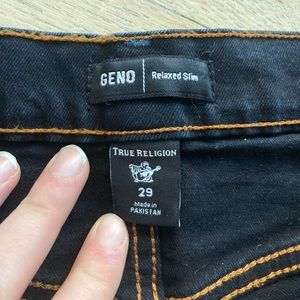 GENO | Relaxed Slim
TRUE RELIGION
29
Made in
PAKISTAN